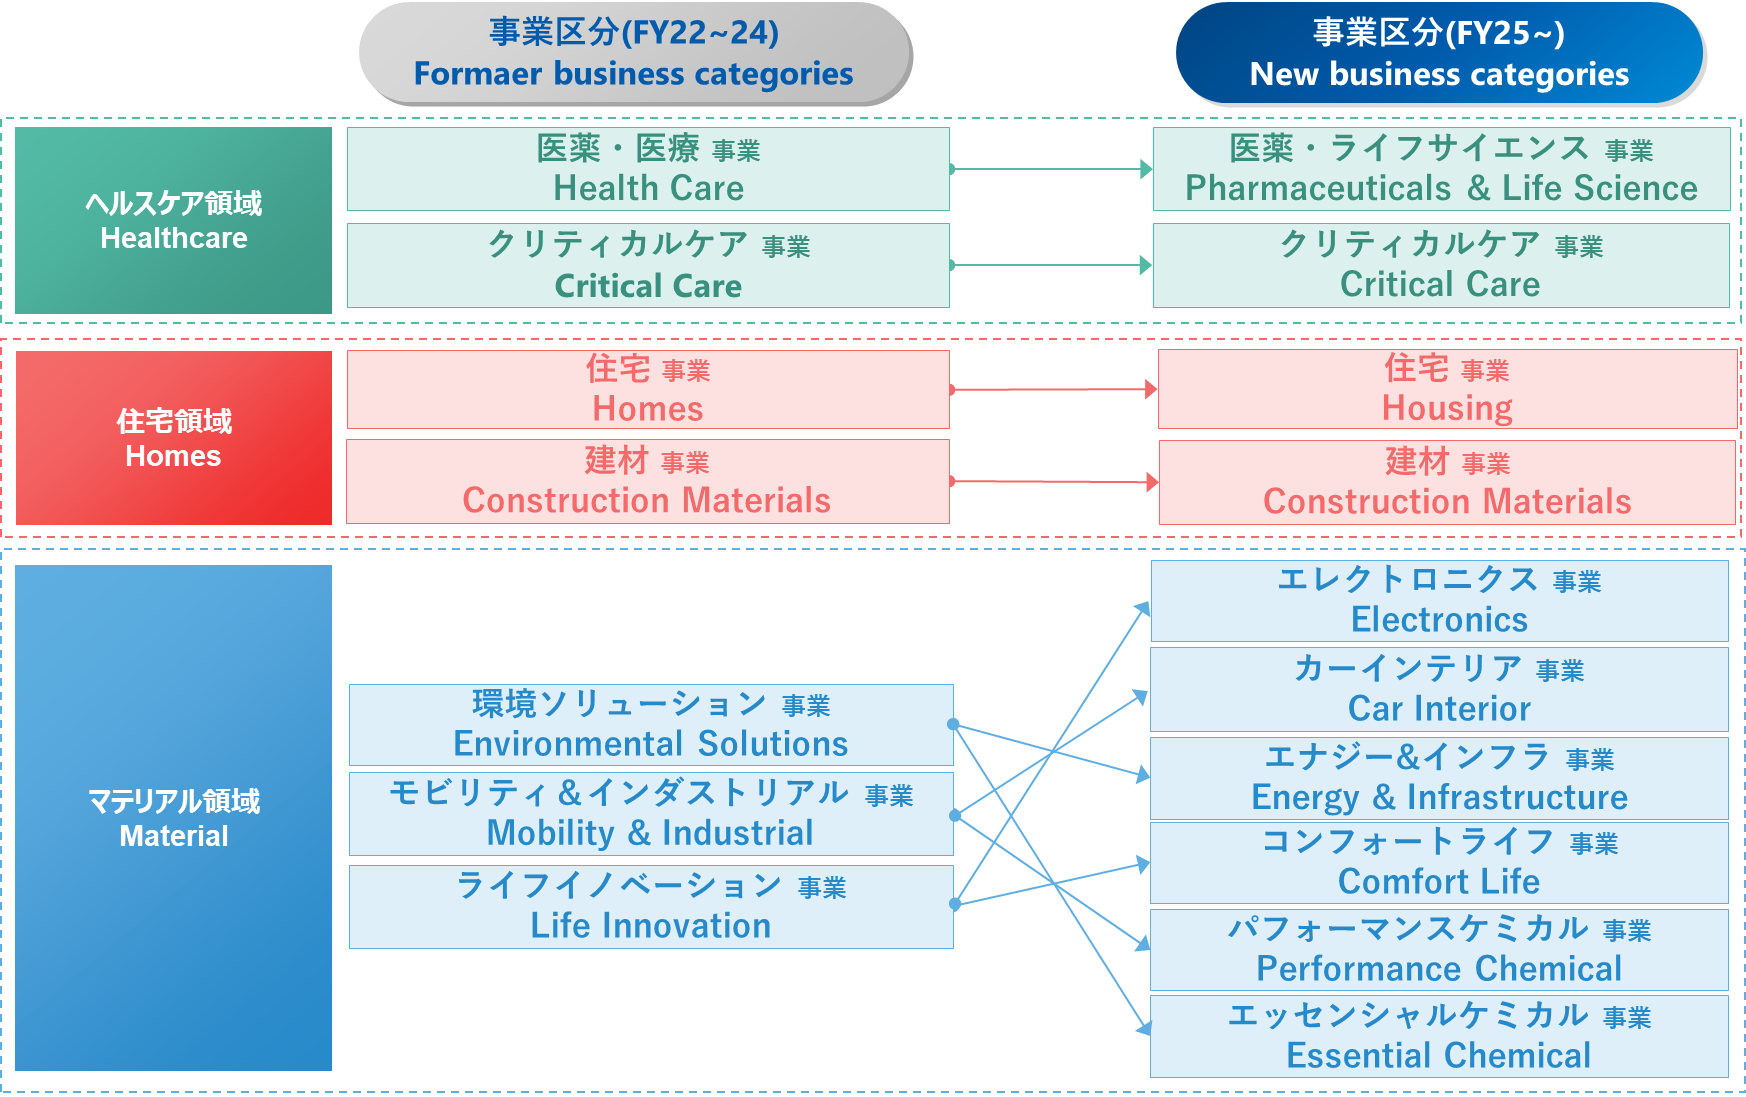 事業区分(FY22~24)
Formaer business categories
事業区分(FY25~)
New business categories
ヘルスケア領域
Healthcare
医薬・医療 事業
Health Care
医薬・ライフサイエンス 事業
Pharmaceuticals & Life Science
クリティカルケア 事業
Critical Care
クリティカルケア 事業
Critical Care
住宅領域
Homes
住宅 事業
Homes
住宅 事業
Housing
建材 事業
Construction Materials
建材 事業
Construction Materials
マテリアル領域
Material
環境ソリューション 事業
Environmental Solutions
モビリティ&インダストリアル 事業
Mobility & Industrial
ライフイノベーション 事業
Life Innovation
エレクトロニクス 事業
Electronics
カーインテリア 事業
Car Interior
エナジー&インフラ 事業
Energy & Infrastructure
コンフォートライフ 事業
Comfort Life
パフォーマンスケミカル 事業
Performance Chemical
エッセンシャルケミカル 事業
Essential Chemical